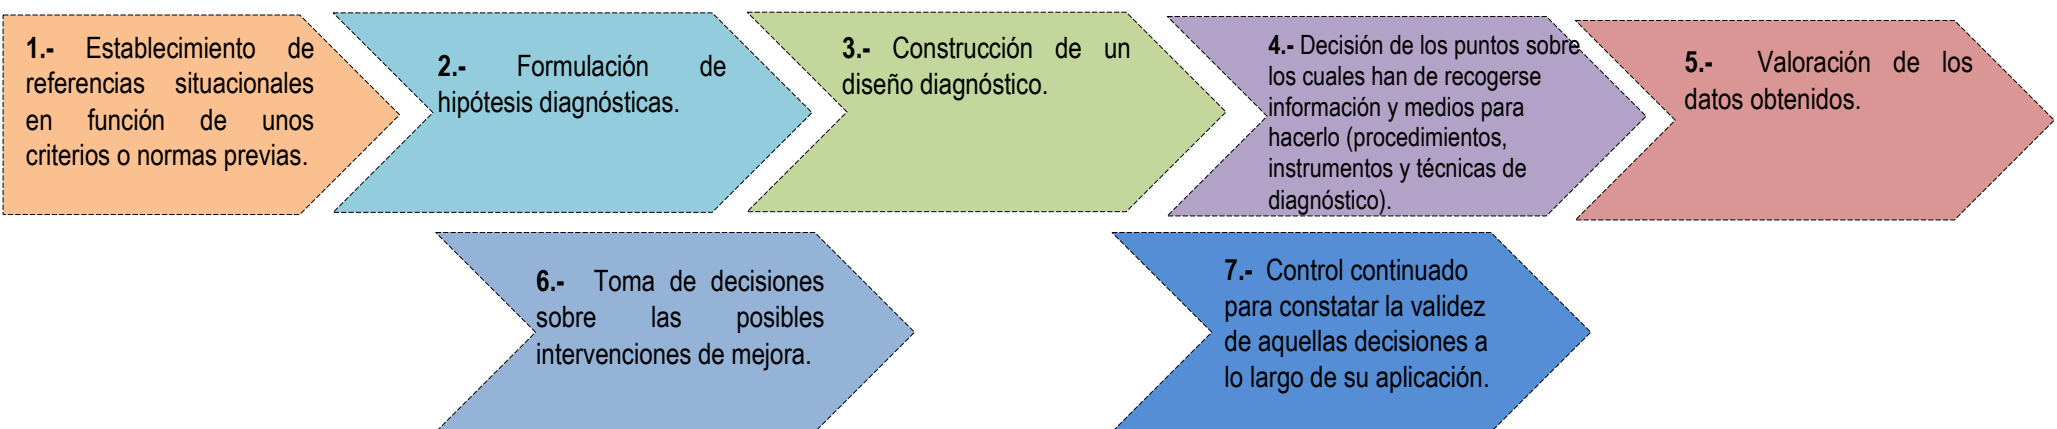 1.- Establecimiento de
referencias situacionales
en función de unos
criterios o normas previas.
2.- Formulación de
hipótesis diagnósticas.
3.- Construcción de un
diseño diagnóstico.
4.- Decisión de los puntos sobre
los cuales han de recogerse
información y medios para
hacerlo (procedimientos,
instrumentos y técnicas de
diagnóstico).
5.- Valoración de los
datos obtenidos.
6.- Toma de decisiones
sobre las posibles
intervenciones de mejora.
7.- Control continuado
para constatar la validez
de aquellas decisiones a
lo largo de su aplicación.